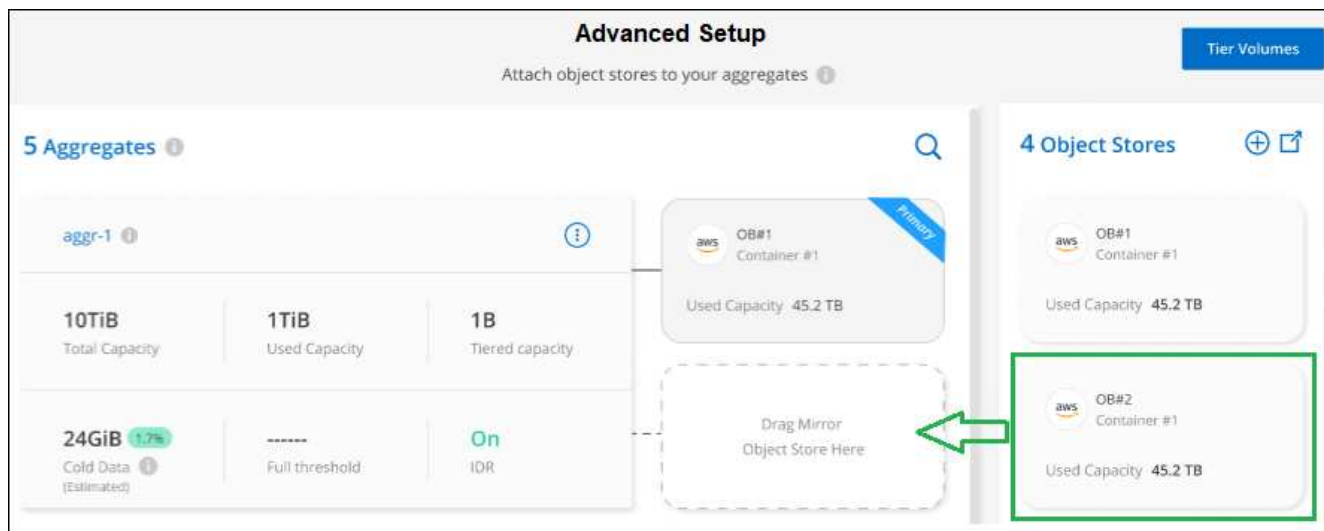 Advanced Setup
Tier Volumes
Attach object stores to your aggregates
5 Aggregates
4 Object Stores
aggr-1
Primary
aws
OB#1
Container #1
Used Capacity 45.2 TB
10TiB
Total Capacity
1TiB
Used Capacity
1B
Tiered capacity
24GiB 1.7%
Cold Data
(Estimated)
------
Full threshold
On
IDR
Drag Mirror
Object Store Here
aws
OB#1
Container #1
Used Capacity 45.2 TB
aws
OB#2
Container #1
Used Capacity 45.2 TB